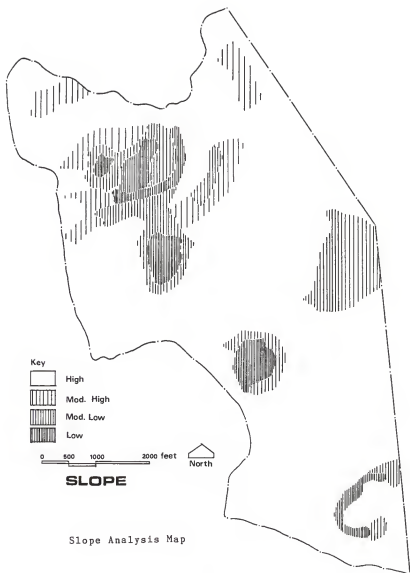 Key
High
Mod. High
Mod. Low
Low
0 500 1000 2000 feet
North
SLOPE
Slope Analysis Map